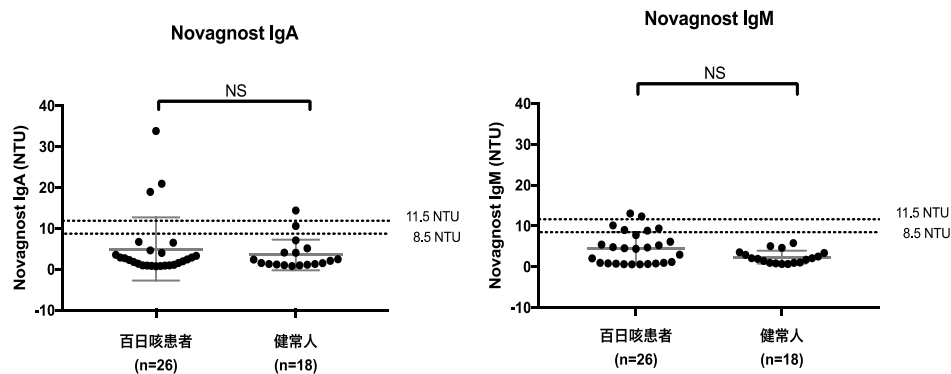 Novagnost IgA
NS
Novagnost IgA (NTU)
40
30
20
10
0
-10
11.5 NTU
8.5 NTU
百日咳患者
(n=26)
健常人
(n=18)
Novagnost IgM
NS
Novagnost IgM (NTU)
40
30
20
10
0
-10
11.5 NTU
8.5 NTU
百日咳患者
(n=26)
健常人
(n=18)